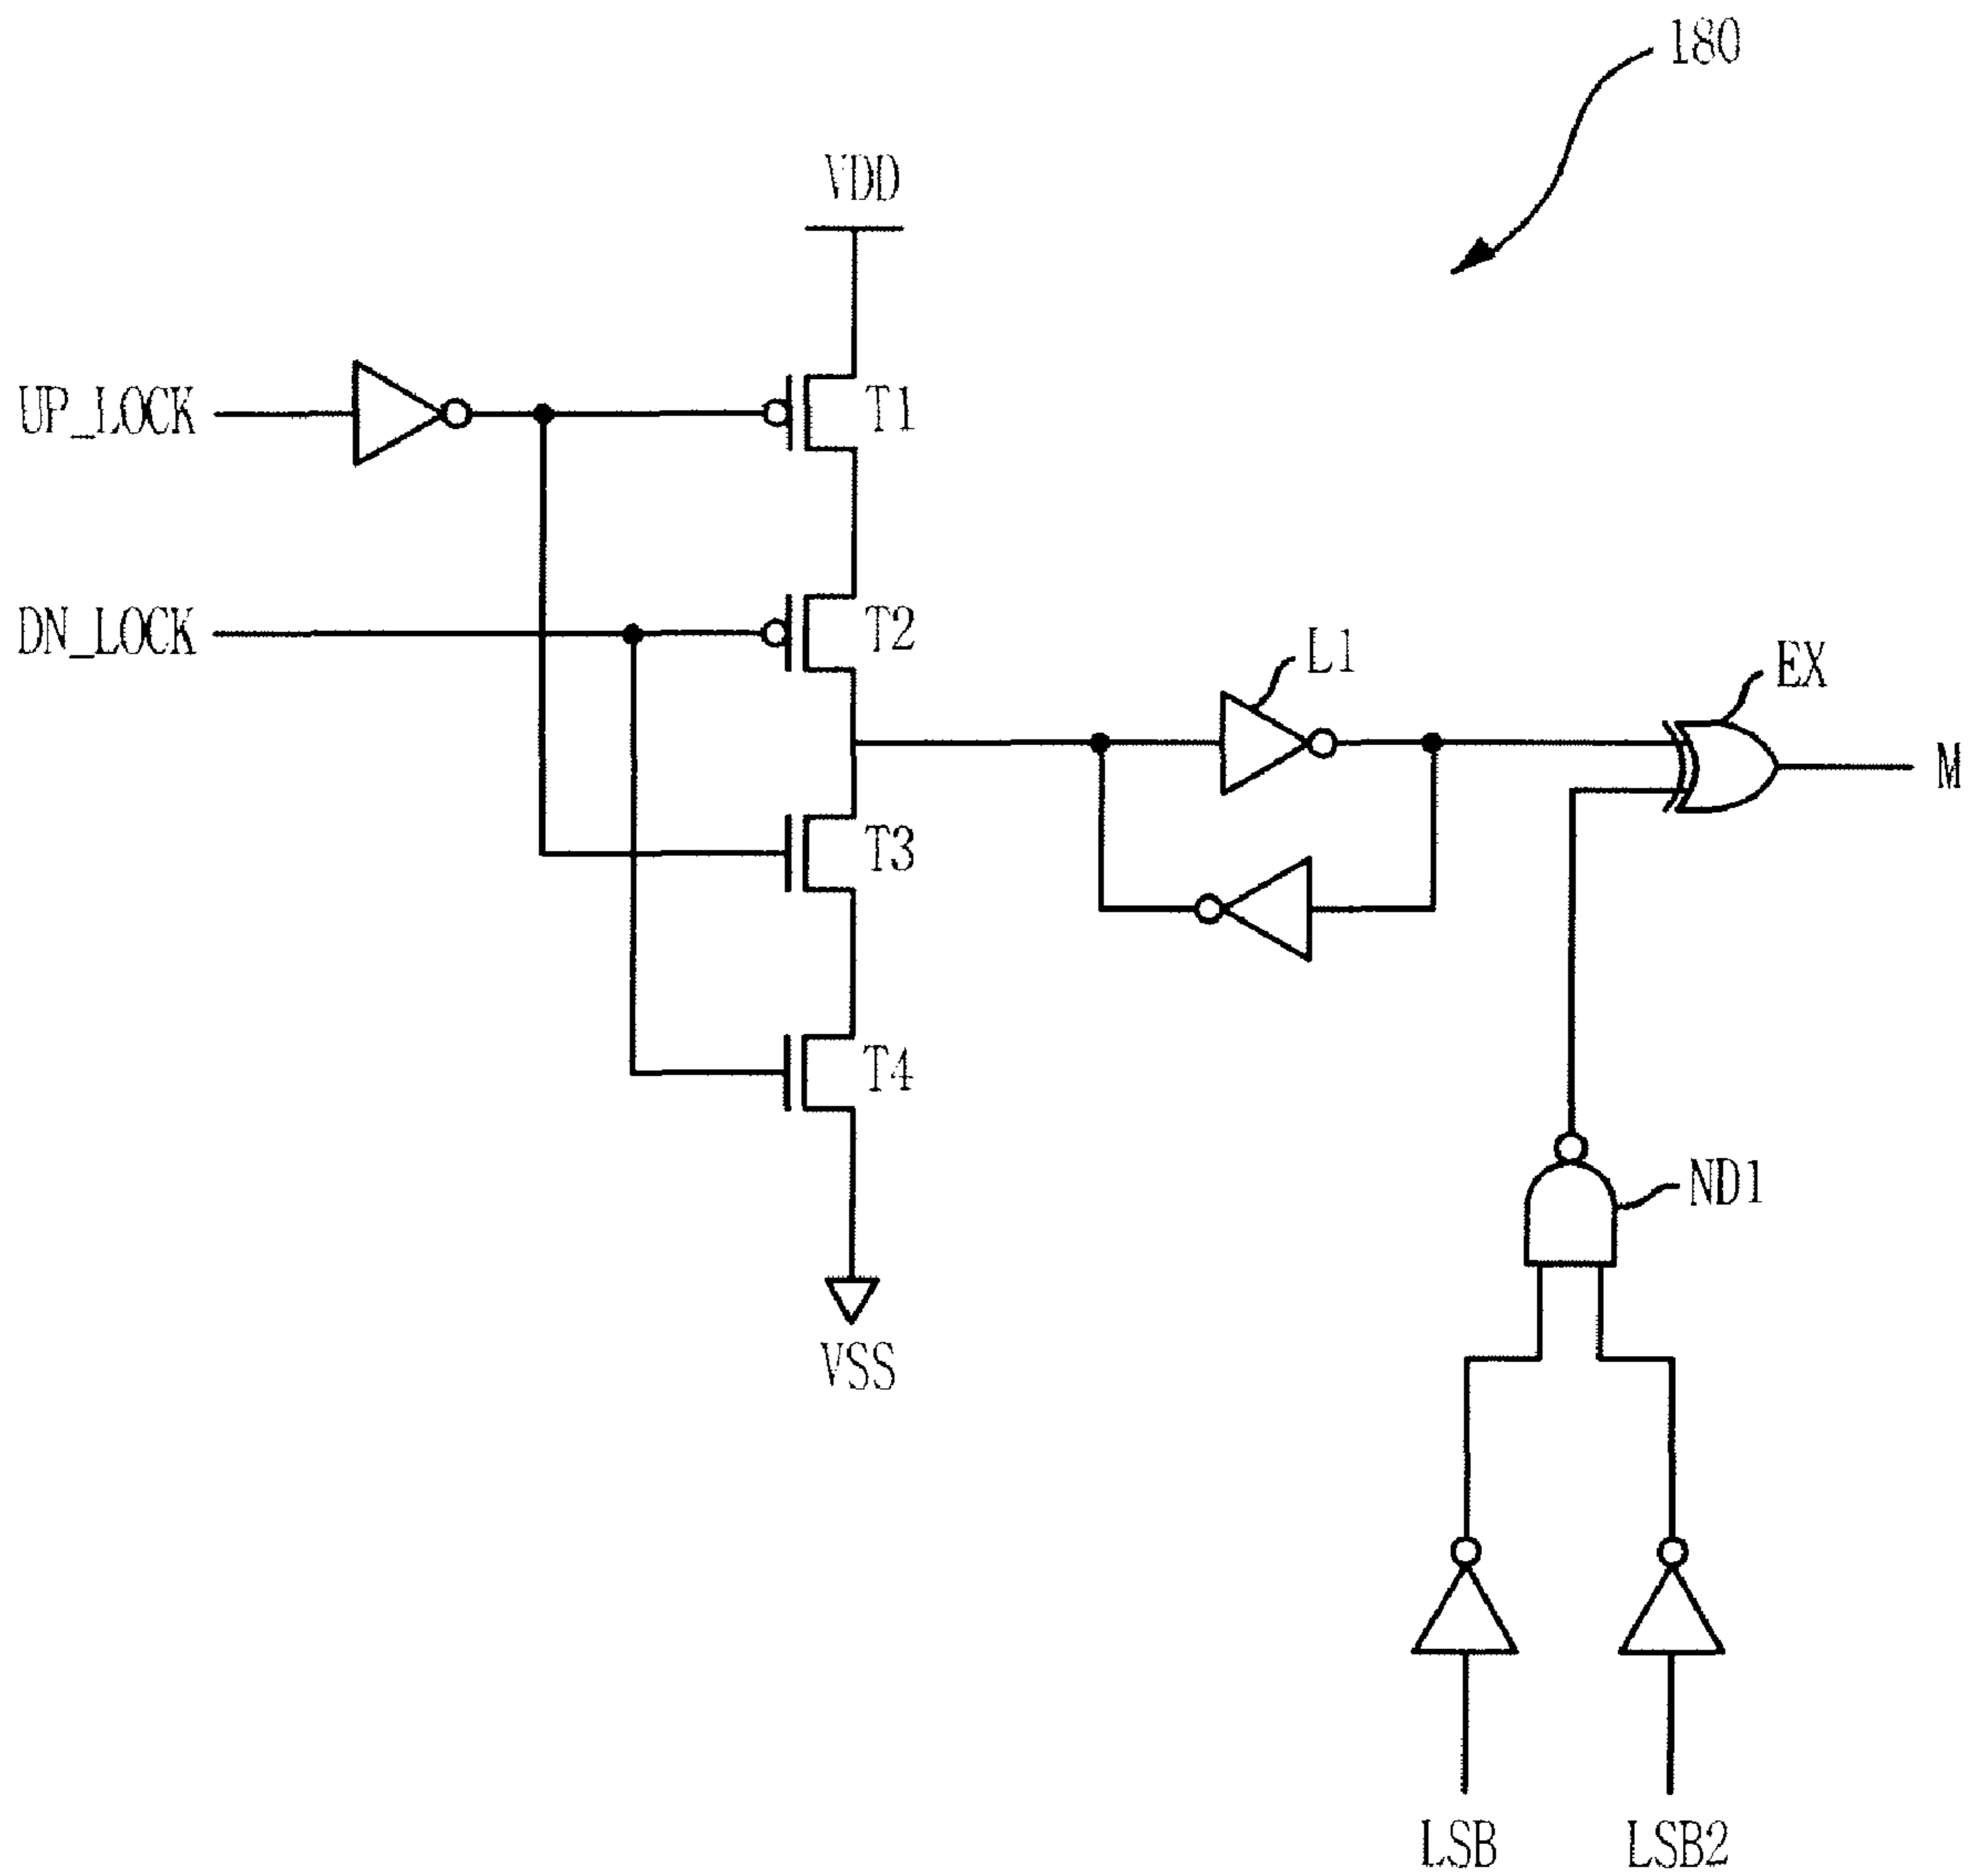 180
VDD
UP_LOCK
T1
DN_LOCK
T2
L1
EX
M
T3
T4
ND1
VSS
LSB
LSB2